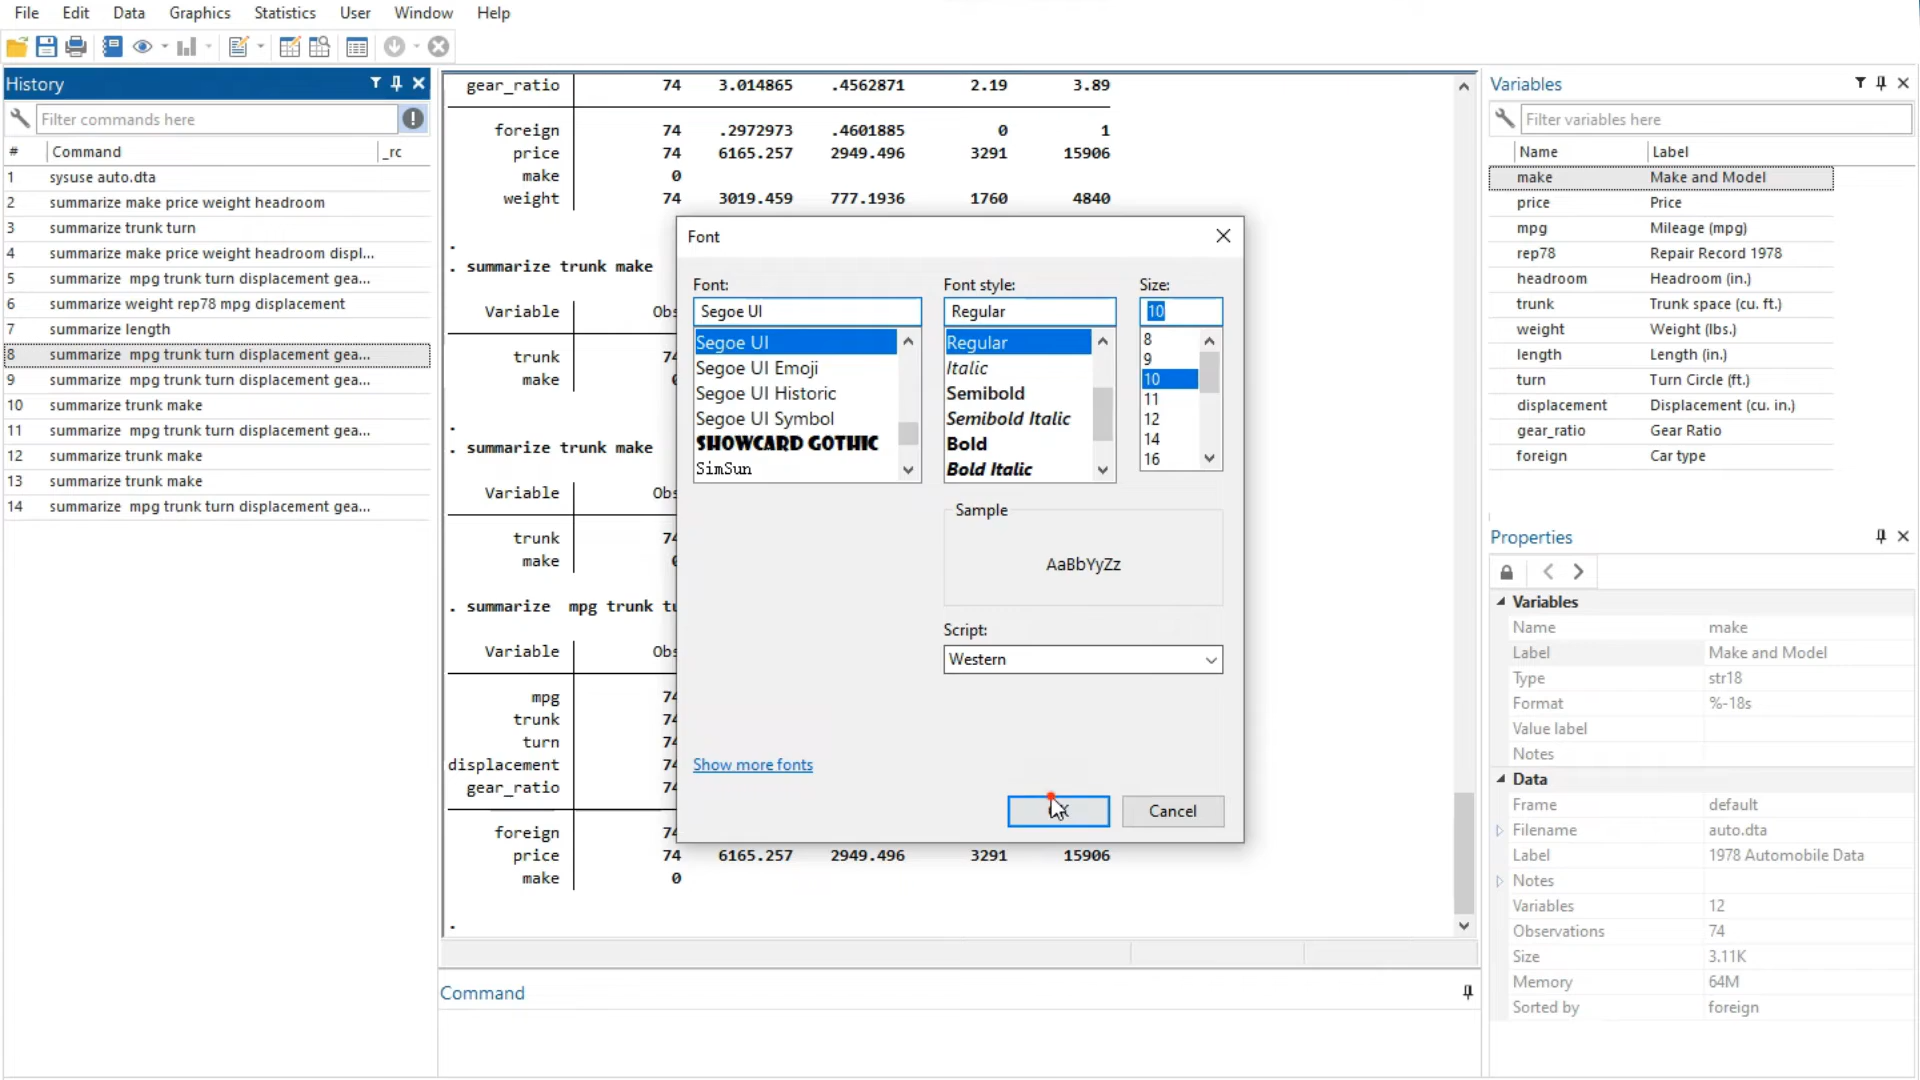 File Edit Data Graphics Statistics User Window Help
History
Filter commands here
# Command _rc
1 sysuse auto.dta
2 summarize make price weight headroom
3 summarize trunk turn
4 summarize make price weight headroom displ...
5 summarize mpg trunk turn displacement gea...
6 summarize weight rep78 mpg displacement
7 summarize length
8 summarize mpg trunk turn displacement gea...
9 summarize mpg trunk turn displacement gea...
10 summarize trunk make
11 summarize mpg trunk turn displacement gea...
12 summarize trunk make
13 summarize trunk make
14 summarize mpg trunk turn displacement gea...
gear_ratio 74 3.014865 .4562871 2.19 3.89
foreign 74 .2972973 .4601885 0 1
price 74 6165.257 2949.496 3291 15906
make 0
weight 74 3019.459 777.1936 1760 4840
.
. summarize trunk make
Variable Obs
trunk 74
make 0
.
. summarize trunk make
Variable Obs
trunk 74
make 0
. summarize mpg trunk tu
Variable Obs
mpg 74
trunk 74
turn 74
displacement 74
gear_ratio 74
foreign 74
price 74 6165.257 2949.496 3291 15906
make 0
.
Command
Font
Font:
Segoe UI
Segoe UI
Segoe UI Emoji
Segoe UI Historic
Segoe UI Symbol
SHOWCARD GOTHIC
SimSun
Font style:
Regular
Regular
Italic
Semibold
Semibold Italic
Bold
Bold Italic
Size:
10
8
9
10
11
12
14
16
Sample
AaBbYyZz
Script:
Western
Show more fonts
Cancel
Variables
Filter variables here
Name Label
make Make and Model
price Price
mpg Mileage (mpg)
rep78 Repair Record 1978
headroom Headroom (in.)
trunk Trunk space (cu. ft.)
weight Weight (lbs.)
length Length (in.)
turn Turn Circle (ft.)
displacement Displacement (cu. in.)
gear_ratio Gear Ratio
foreign Car type
Properties
Variables
Name make
Label Make and Model
Type str18
Format %-18s
Value label
Notes
Data
Frame default
Filename auto.dta
Label 1978 Automobile Data
Notes
Variables 12
Observations 74
Size 3.11K
Memory 64M
Sorted by foreign